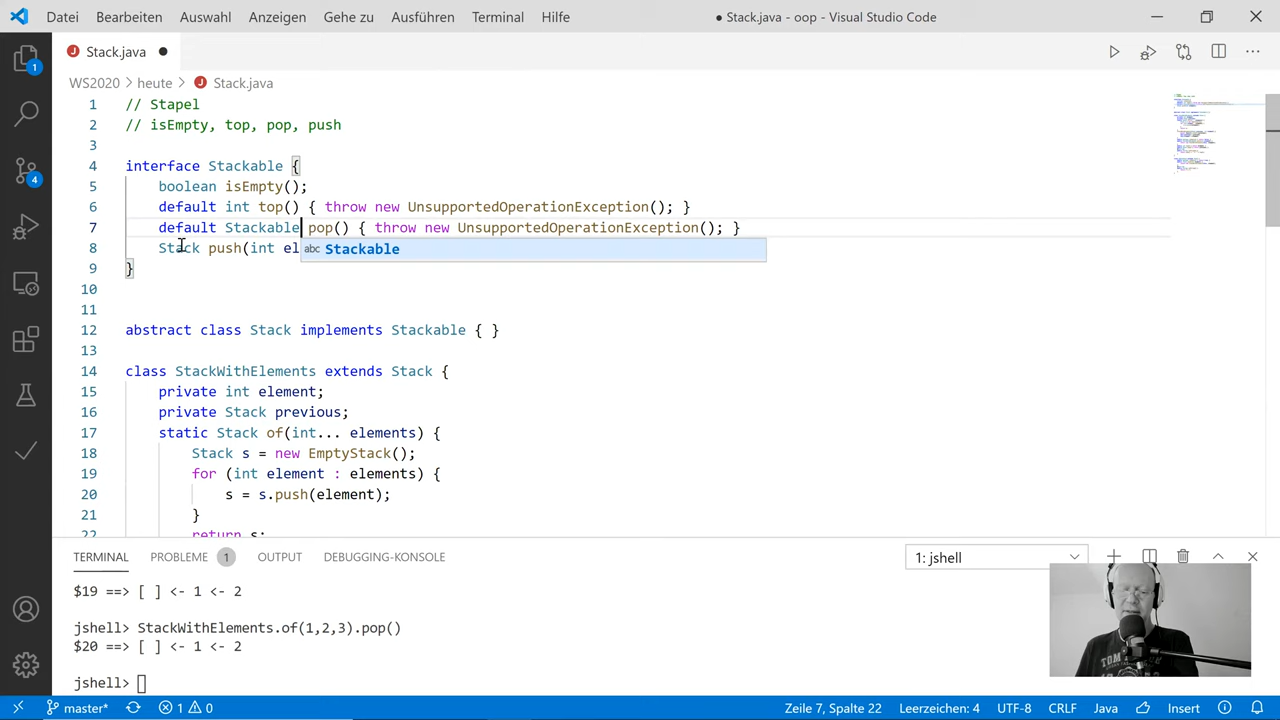 Datei Bearbeiten Auswahl Anzeigen Gehe zu Ausführen Terminal Hilfe ● Stack.java - oop - Visual Studio Code
Stack.java ●
WS2020 > heute > Stack.java
1 // Stapel
2 // isEmpty, top, pop, push
3
4 interface Stackable {
5 boolean isEmpty();
6 default int top() { throw new UnsupportedOperationException(); }
7 default Stackable pop() { throw new UnsupportedOperationException(); }
8 Stack push(int el
abc Stackable
9 }
10
11
12 abstract class Stack implements Stackable { }
13
14 class StackWithElements extends Stack {
15 private int element;
16 private Stack previous;
17 static Stack of(int... elements) {
18 Stack s = new EmptyStack();
19 for (int element : elements) {
20 s = s.push(element);
21 }
22 return s;
TERMINAL PROBLEME 1 OUTPUT DEBUGGING-KONSOLE 1: jshell
$19 ==> [ ] <- 1 <- 2
jshell> StackWithElements.of(1,2,3).pop()
$20 ==> [ ] <- 1 <- 2
jshell>
master* 1 0 Zeile 7, Spalte 22 Leerzeichen: 4 UTF-8 CRLF Java Insert